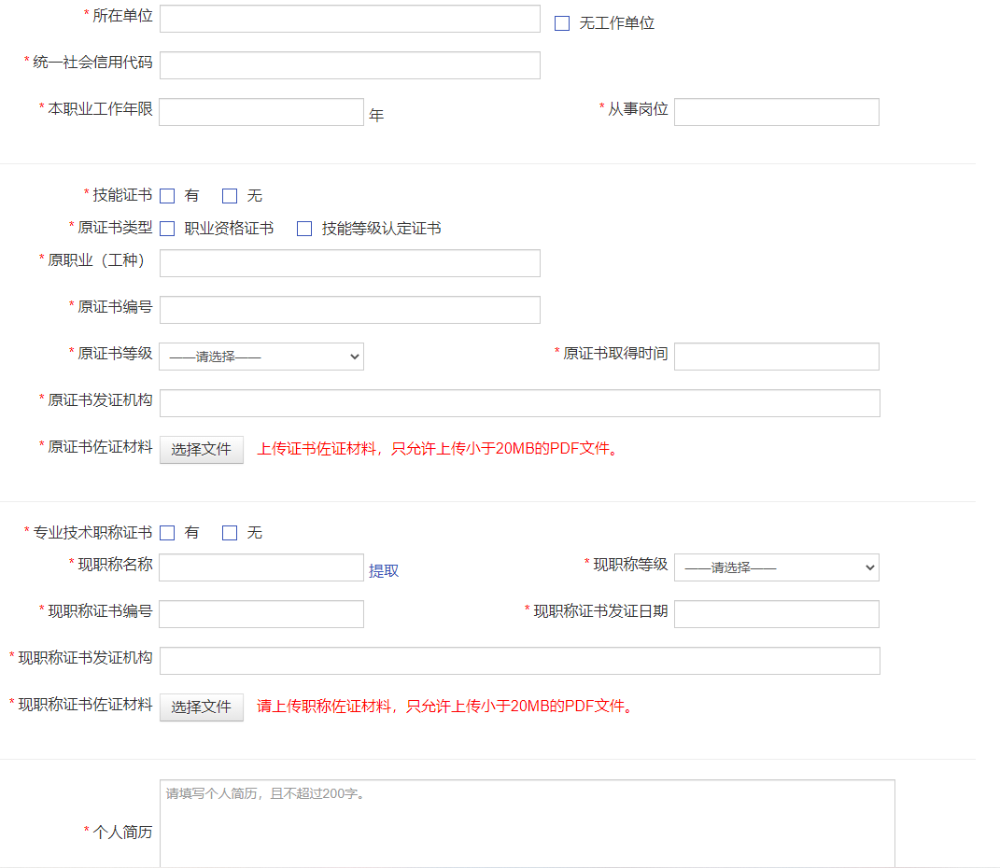 * 所在单位 无工作单位
* 统一社会信用代码
* 本职业工作年限 年 * 从事岗位
* 技能证书 有 无
* 原证书类型 职业资格证书 技能等级认定证书
* 原职业（工种）
* 原证书编号
* 原证书等级 ——请选择—— * 原证书取得时间
* 原证书发证机构
* 原证书佐证材料 选择文件 上传证书佐证材料，只允许上传小于20MB的PDF文件。
* 专业技术职称证书 有 无
* 现职称名称 提取 * 现职称等级 ——请选择——
* 现职称证书编号 * 现职称证书发证日期
* 现职称证书发证机构
* 现职称证书佐证材料 选择文件 请上传职称佐证材料，只允许上传小于20MB的PDF文件。
请填写个人简历，且不超过200字。
* 个人简历